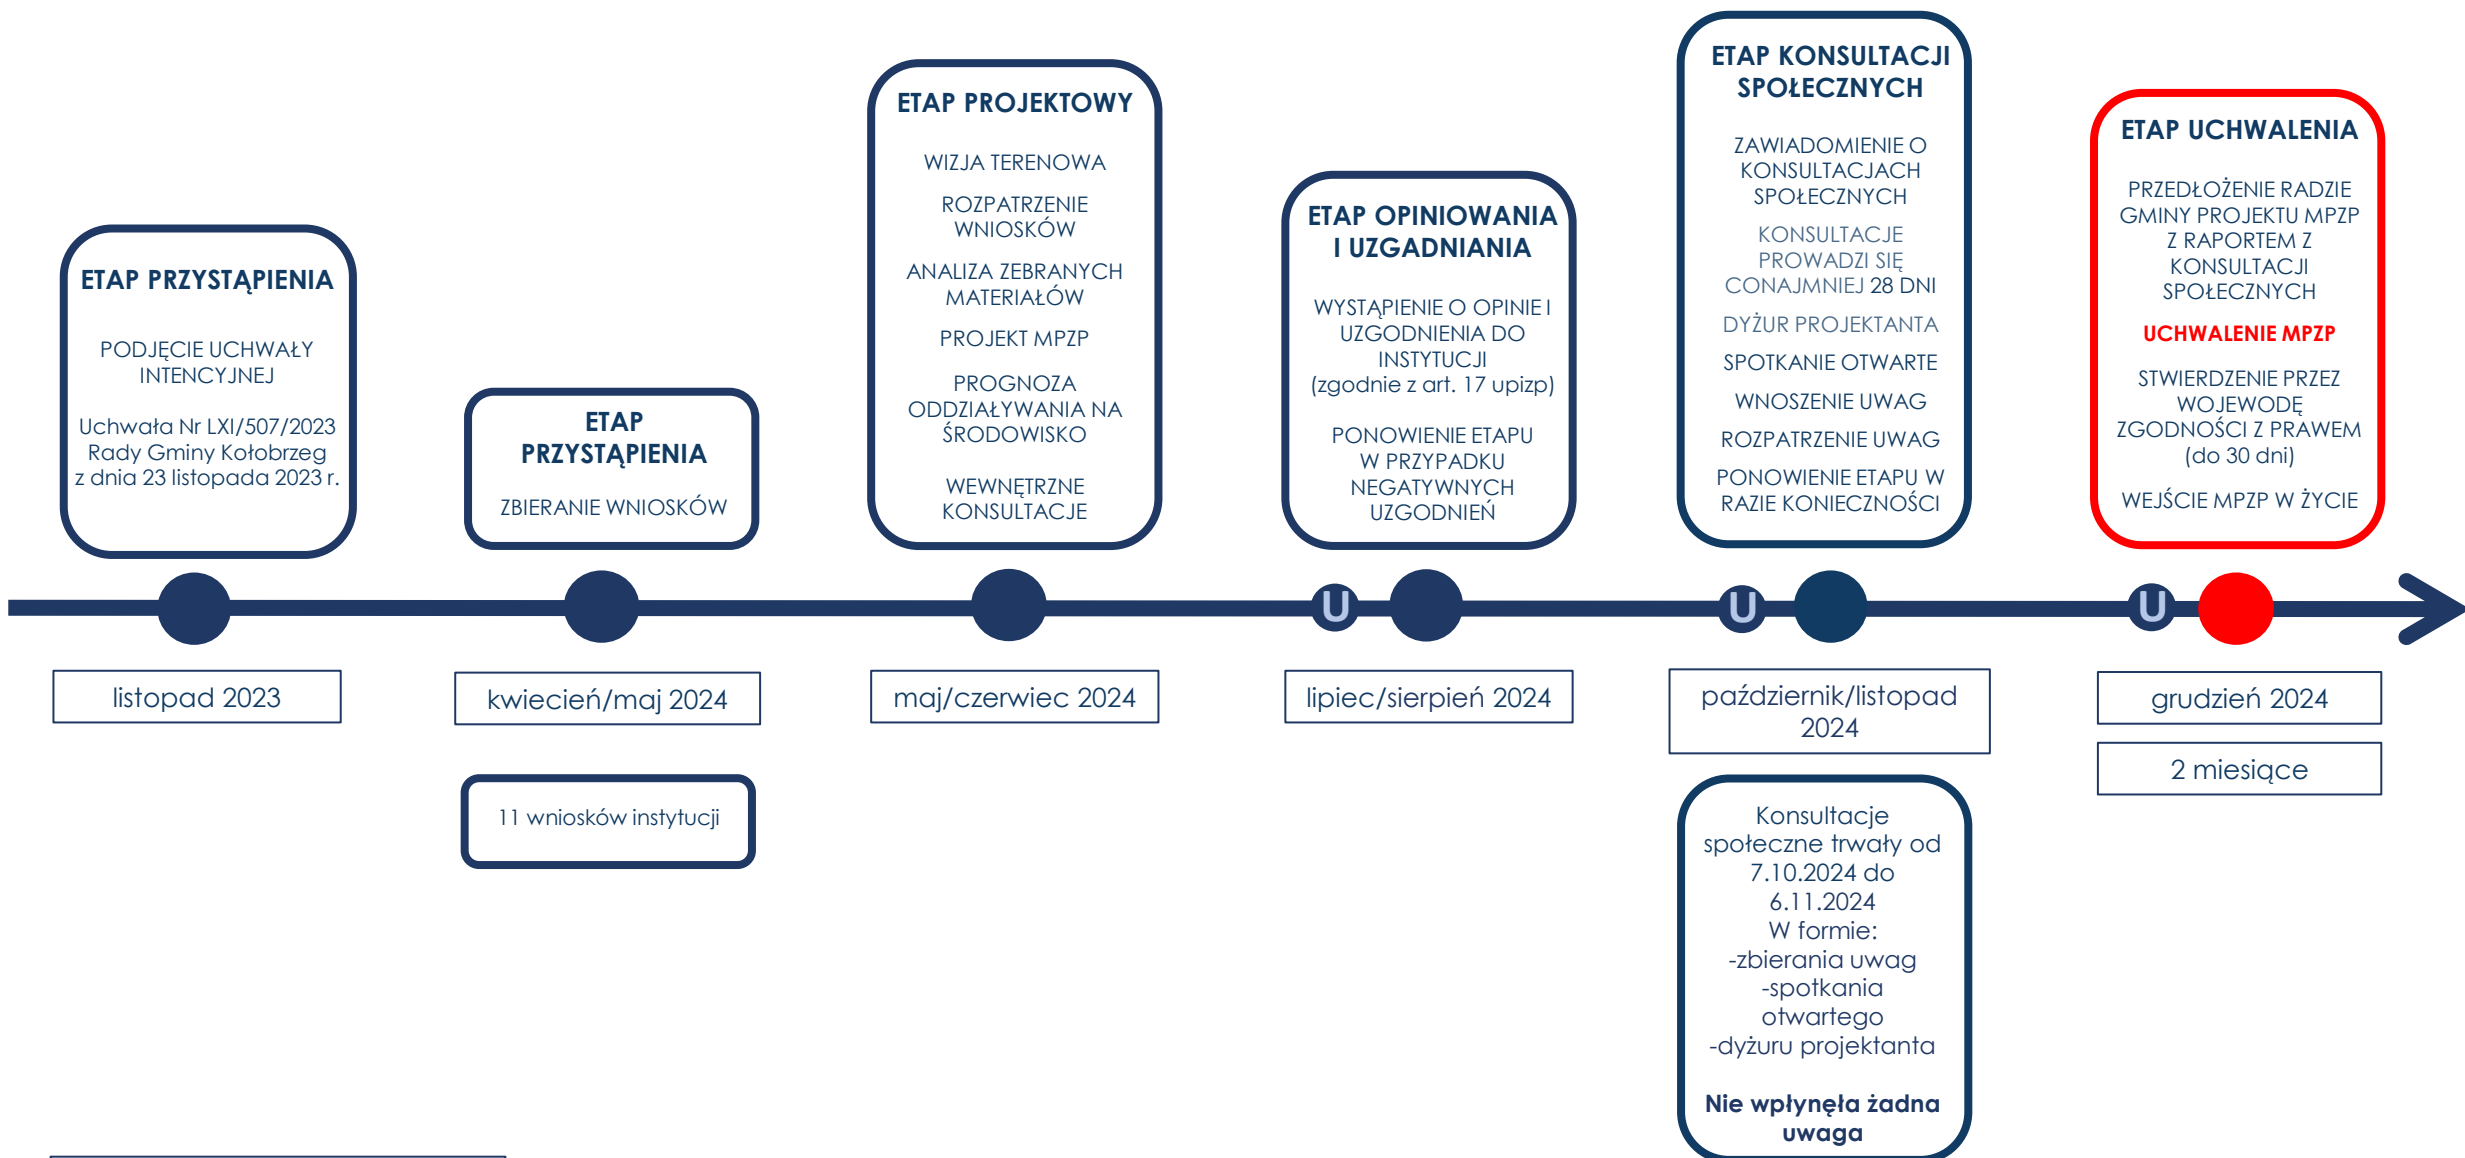 ETAP PRZYSTĄPIENIA
PODJĘCIE UCHWAŁY
INTENCYJNEJ
Uchwała Nr LXI/507/2023
Rady Gminy Kołobrzeg
z dnia 23 listopada 2023 r.
listopad 2023
ETAP
PRZYSTĄPIENIA
ZBIERANIE WNIOSKÓW
kwiecień/maj 2024
11 wniosków instytucji
ETAP PROJEKTOWY
WIZJA TERENOWA
ROZPATRZENIE
WNIOSKÓW
ANALIZA ZEBRANYCH
MATERIAŁÓW
PROJEKT MPZP
PROGNOZA
ODDZIAŁYWANIA NA
ŚRODOWISKO
WEWNĘTRZNE
KONSULTACJE
maj/czerwiec 2024
ETAP OPINIOWANIA
I UZGADNIANIA
WYSTĄPIENIE O OPINIE I
UZGODNIENIA DO
INSTYTUCJI
(zgodnie z art. 17 upizp)
PONOWIENIE ETAPU
W PRZYPADKU
NEGATYWNYCH
UZGODNIEŃ
U
lipiec/sierpień 2024
ETAP KONSULTACJI
SPOŁECZNYCH
ZAWIADOMIENIE O
KONSULTACJACH
SPOŁECZNYCH
KONSULTACJE
PROWADZI SIĘ
CONAJMNIEJ 28 DNI
DYŻUR PROJEKTANTA
SPOTKANIE OTWARTE
WNOSZENIE UWAG
ROZPATRZENIE UWAG
PONOWIENIE ETAPU W
RAZIE KONIECZNOŚCI
U
październik/listopad
2024
Konsultacje
społeczne trwały od
7.10.2024 do
6.11.2024
W formie:
-zbierania uwag
-spotkania
otwartego
-dyżuru projektanta
Nie wpłynęła żadna
uwaga
ETAP UCHWALENIA
PRZEDŁOŻENIE RADZIE
GMINY PROJEKTU MPZP
Z RAPORTEM Z
KONSULTACJI
SPOŁECZNYCH
UCHWALENIE MPZP
STWIERDZENIE PRZEZ
WOJEWODĘ
ZGODNOŚCI Z PRAWEM
(do 30 dni)
WEJŚCIE MPZP W ŻYCIE
U
grudzień 2024
2 miesiące